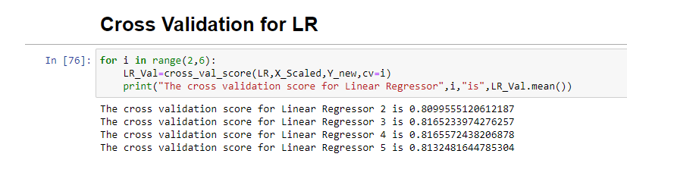 Cross Validation for LR
In [76]: for i in range(2,6):
    LR_Val=cross_val_score(LR,X_Scaled,Y_new,cv=i)
    print("The cross validation score for Linear Regressor",i,"is",LR_Val.mean())
The cross validation score for Linear Regressor 2 is 0.8099555120612187
The cross validation score for Linear Regressor 3 is 0.8165233974276257
The cross validation score for Linear Regressor 4 is 0.8165572438206878
The cross validation score for Linear Regressor 5 is 0.8132481644785304